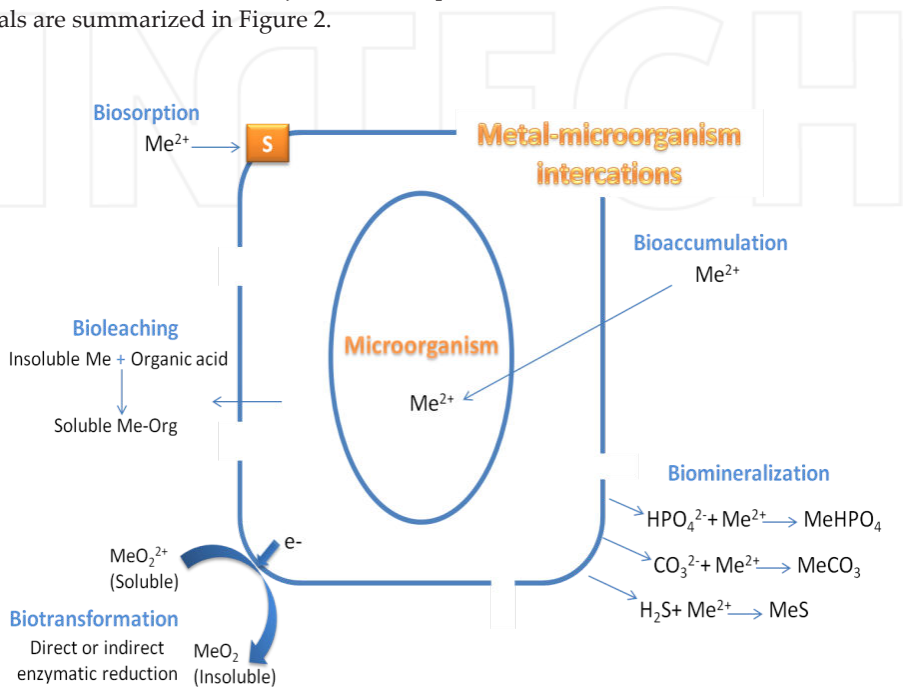 als are summarized in Figure 2.
INTECH
Biosorption
Me²⁺
S
Metal-microorganism
intercations
Bioaccumulation
Me²⁺
Bioleaching
Insoluble Me + Organic acid
Soluble Me-Org
Microorganism
Me²⁺
Biomineralization
HPO₄²⁻+ Me²⁺ → MeHPO₄
CO₃²⁻+ Me²⁺ → MeCO₃
H₂S+ Me²⁺ → MeS
e-
MeO₂²⁺
(Soluble)
Biotransformation
Direct or indirect
enzymatic reduction
MeO₂
(Insoluble)